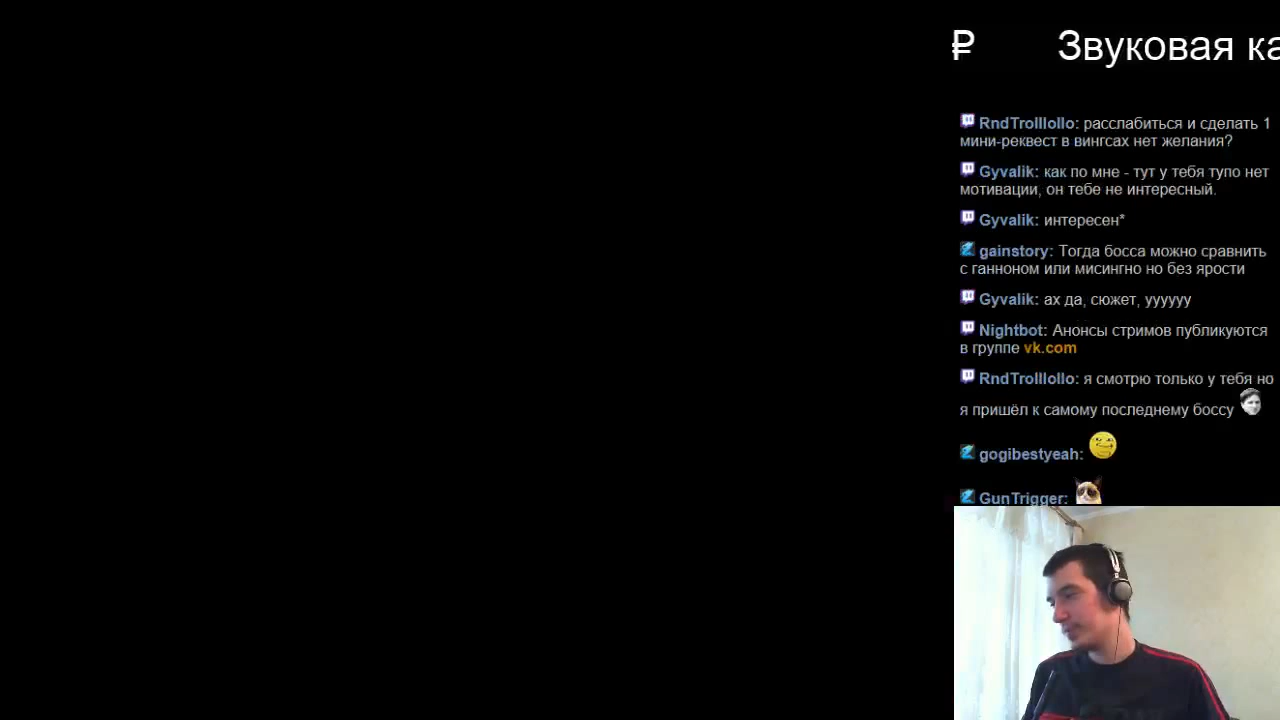 ₽ Звуковая ка
RndTrolllollo: расслабиться и сделать 1
мини-реквест в вингсах нет желания?
Gyvalik: как по мне - тут у тебя тупо нет
мотивации, он тебе не интересный.
Gyvalik: интересен*
gainstory: Тогда босса можно сравнить
с ганноном или мисингно но без ярости
Gyvalik: ах да, сюжет, уууууу
Nightbot: Анонсы стримов публикуются
в группе vk.com
RndTrolllollo: я смотрю только у тебя но
я пришёл к самому последнему боссу
gogibestyeah:
GunTrigger: